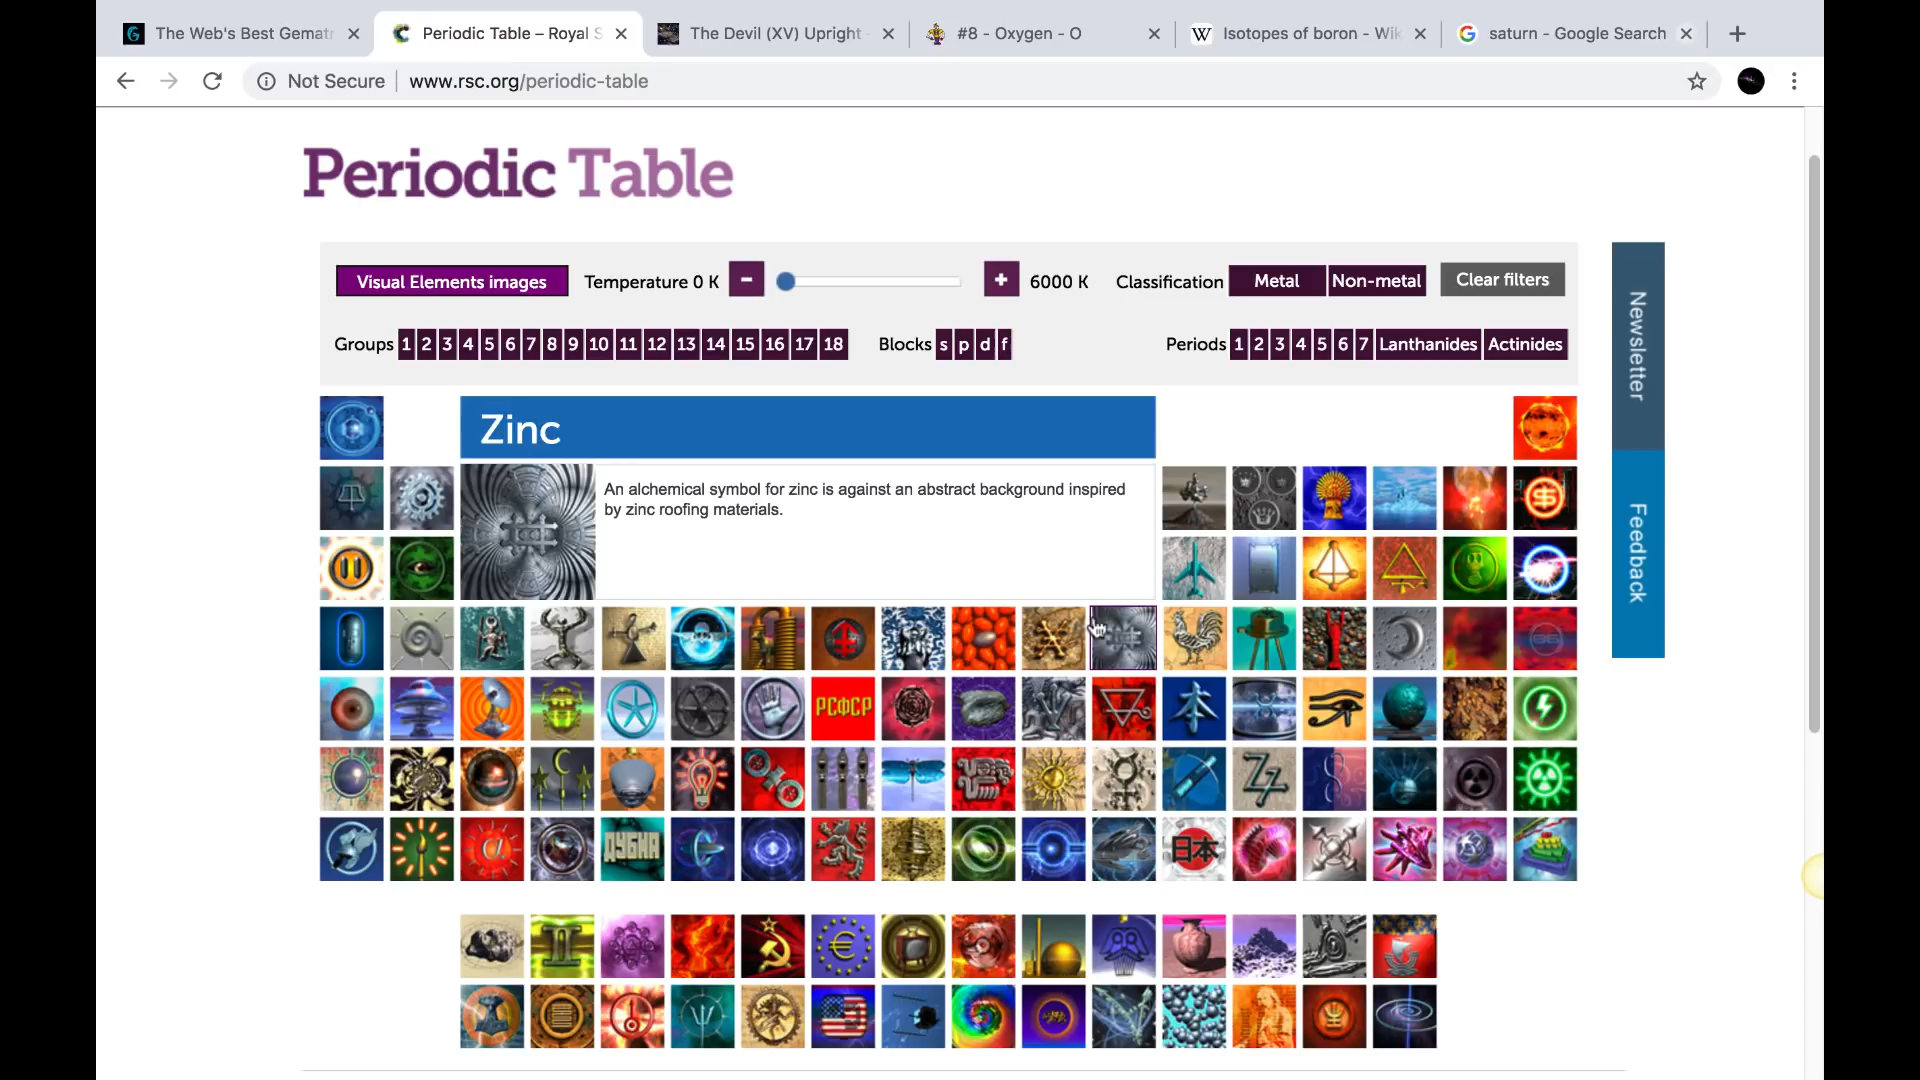 The Web's Best Gematr
Periodic Table – Royal S
The Devil (XV) Upright -
#8 - Oxygen - O
Isotopes of boron - Wik
saturn - Google Search
Not Secure
www.rsc.org/periodic-table
Periodic Table
Visual Elements images
Temperature 0 K
-
+
6000 K
Classification
Metal
Non-metal
Clear filters
Groups 1 2 3 4 5 6 7 8 9 10 11 12 13 14 15 16 17 18
Blocks s p d f
Periods 1 2 3 4 5 6 7 Lanthanides Actinides
Newsletter
Feedback
Zinc
An alchemical symbol for zinc is against an abstract background inspired
by zinc roofing materials.
РСФСР
ДУБНА
日本